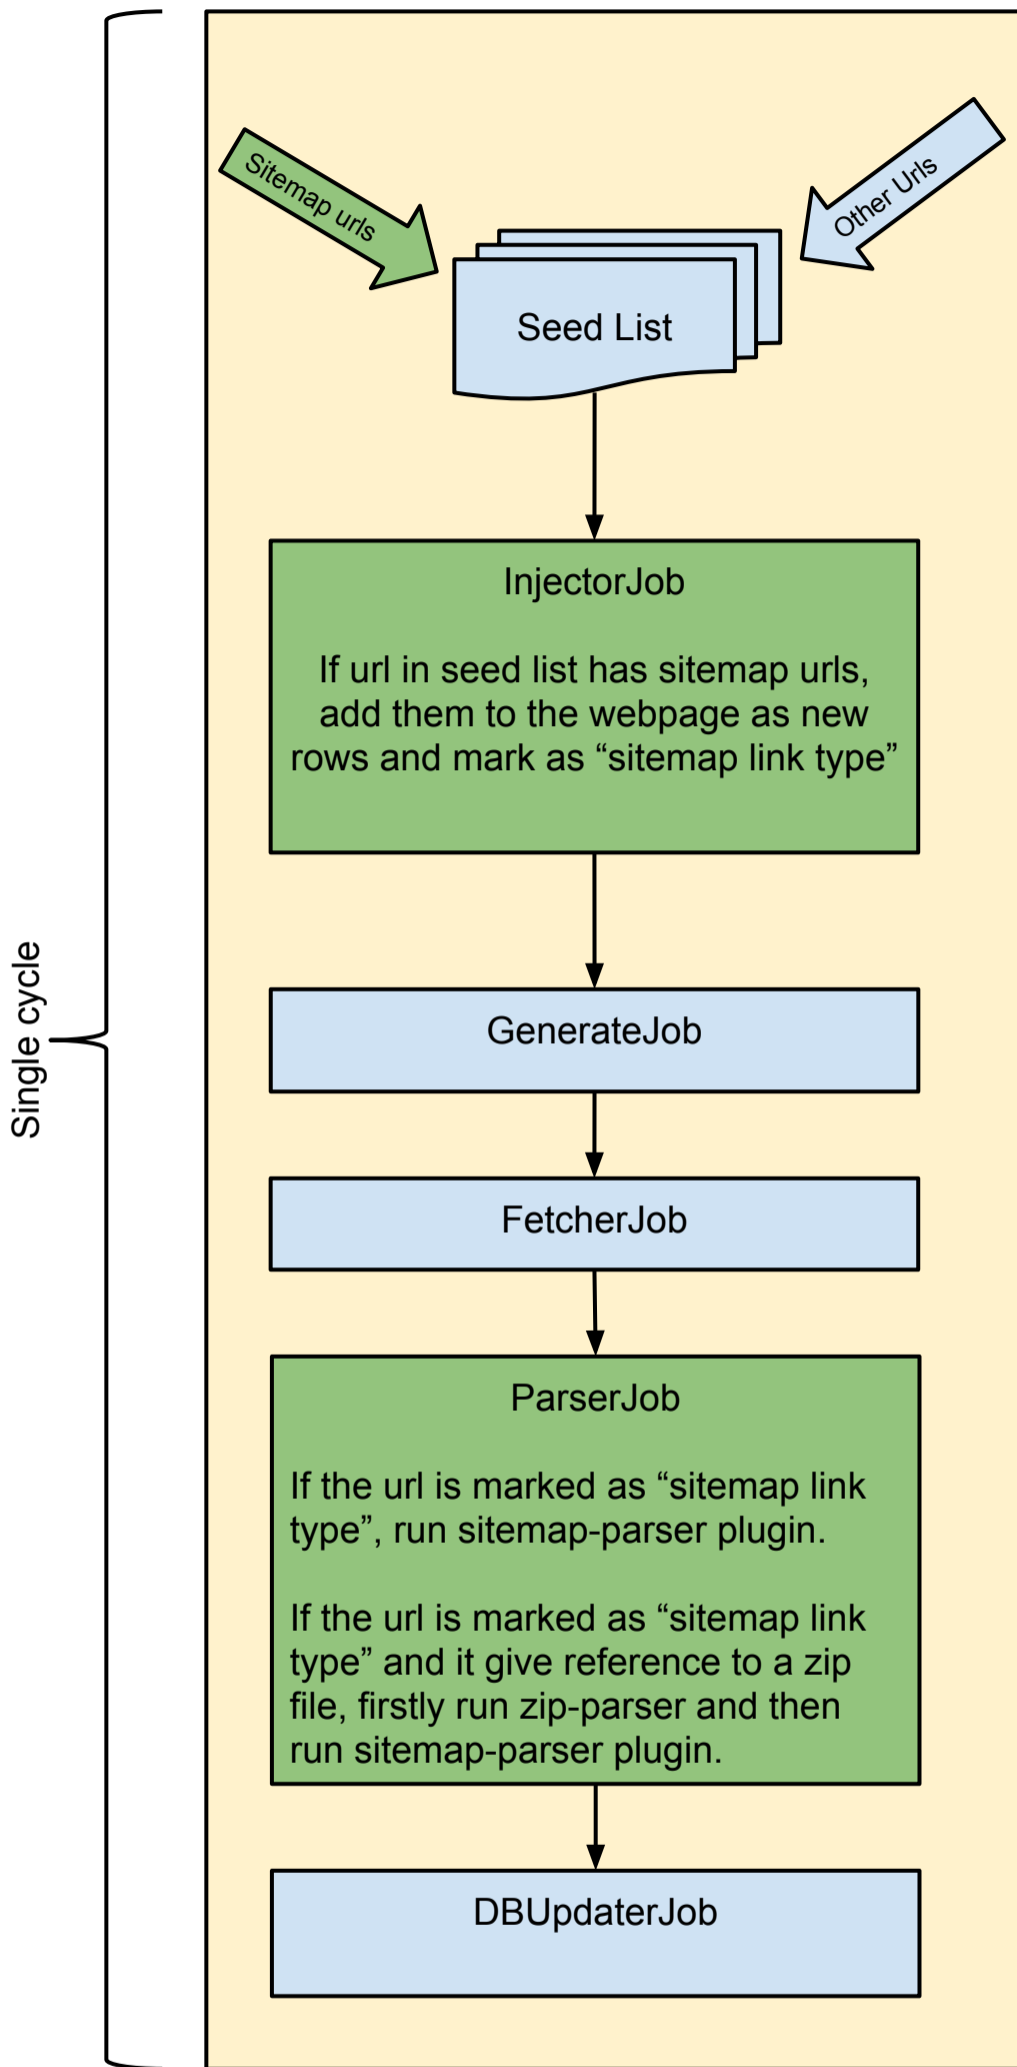 Sitemap urls
Other Urls
Seed List
InjectorJob
If url in seed list has sitemap urls,
add them to the webpage as new
rows and mark as “sitemap link type”
Single cycle
GenerateJob
FetcherJob
ParserJob
If the url is marked as “sitemap link
type”, run sitemap-parser plugin.
If the url is marked as “sitemap link
type” and it give reference to a zip
file, firstly run zip-parser and then
run sitemap-parser plugin.
DBUpdaterJob